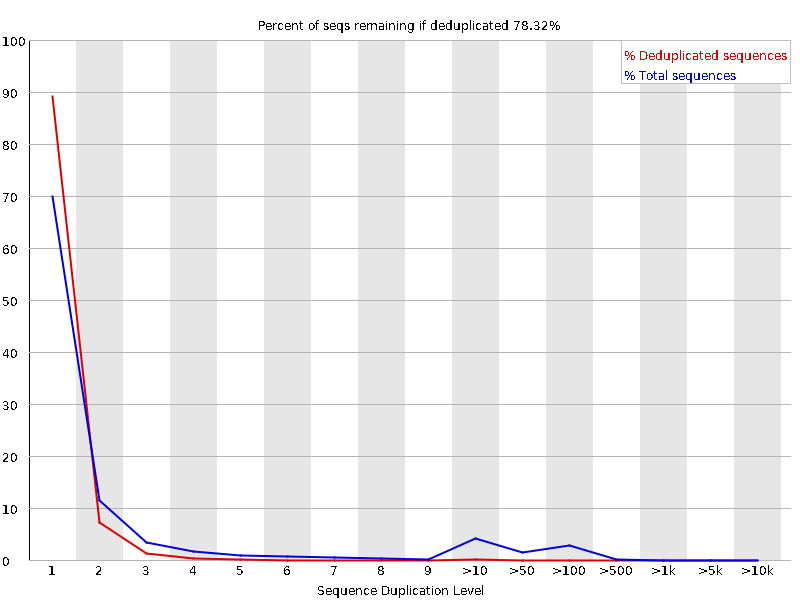 Percent of seqs remaining if deduplicated 78.32%
% Deduplicated sequences
% Total sequences
100
90
80
70
60
50
40
30
20
10
0
1 2 3 4 5 6 7 8 9 >10 >50 >100 >500 >1k >5k >10k
Sequence Duplication Level